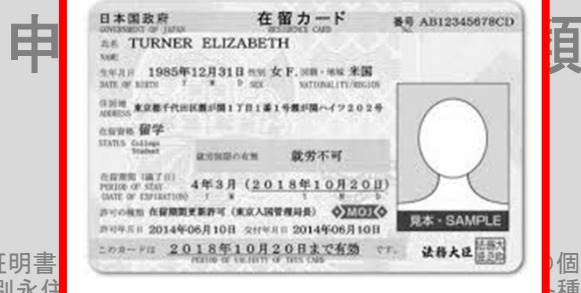 日本国政府 在留カード 番号 AB12345678CD
GOVERNMENT OF JAPAN RESIDENCE CARD No.
申 氏名 TURNER ELIZABETH 頼
NAME
生年月日 1985年12月31日 性別 女 F. 国籍・地域 米国
DATE OF BIRTH Y M D SEX NATIONALITY/REGION
住居地 東京都千代田区霞が関1丁目1番1号霞が関ハイツ202号
ADDRESS
在留資格 留学
STATUS College
Student
就労制限の有無 就労不可
在留期間(満了日) 4年3月(2018年10月20日)
PERIOD OF STAY
(DATE OF EXPIRATION) Y M Y M D
見本・SAMPLE
許可の種類 在留期間更新許可(東京入国管理局長) MOJ
許可年月日 2014年06月10日 交付年月日 2014年06月10日
このカードは 2018年10月20日まで有効 です。
PERIOD OF VALIDITY OF THIS CARD
法務大臣
証明書 の個
別永住 種